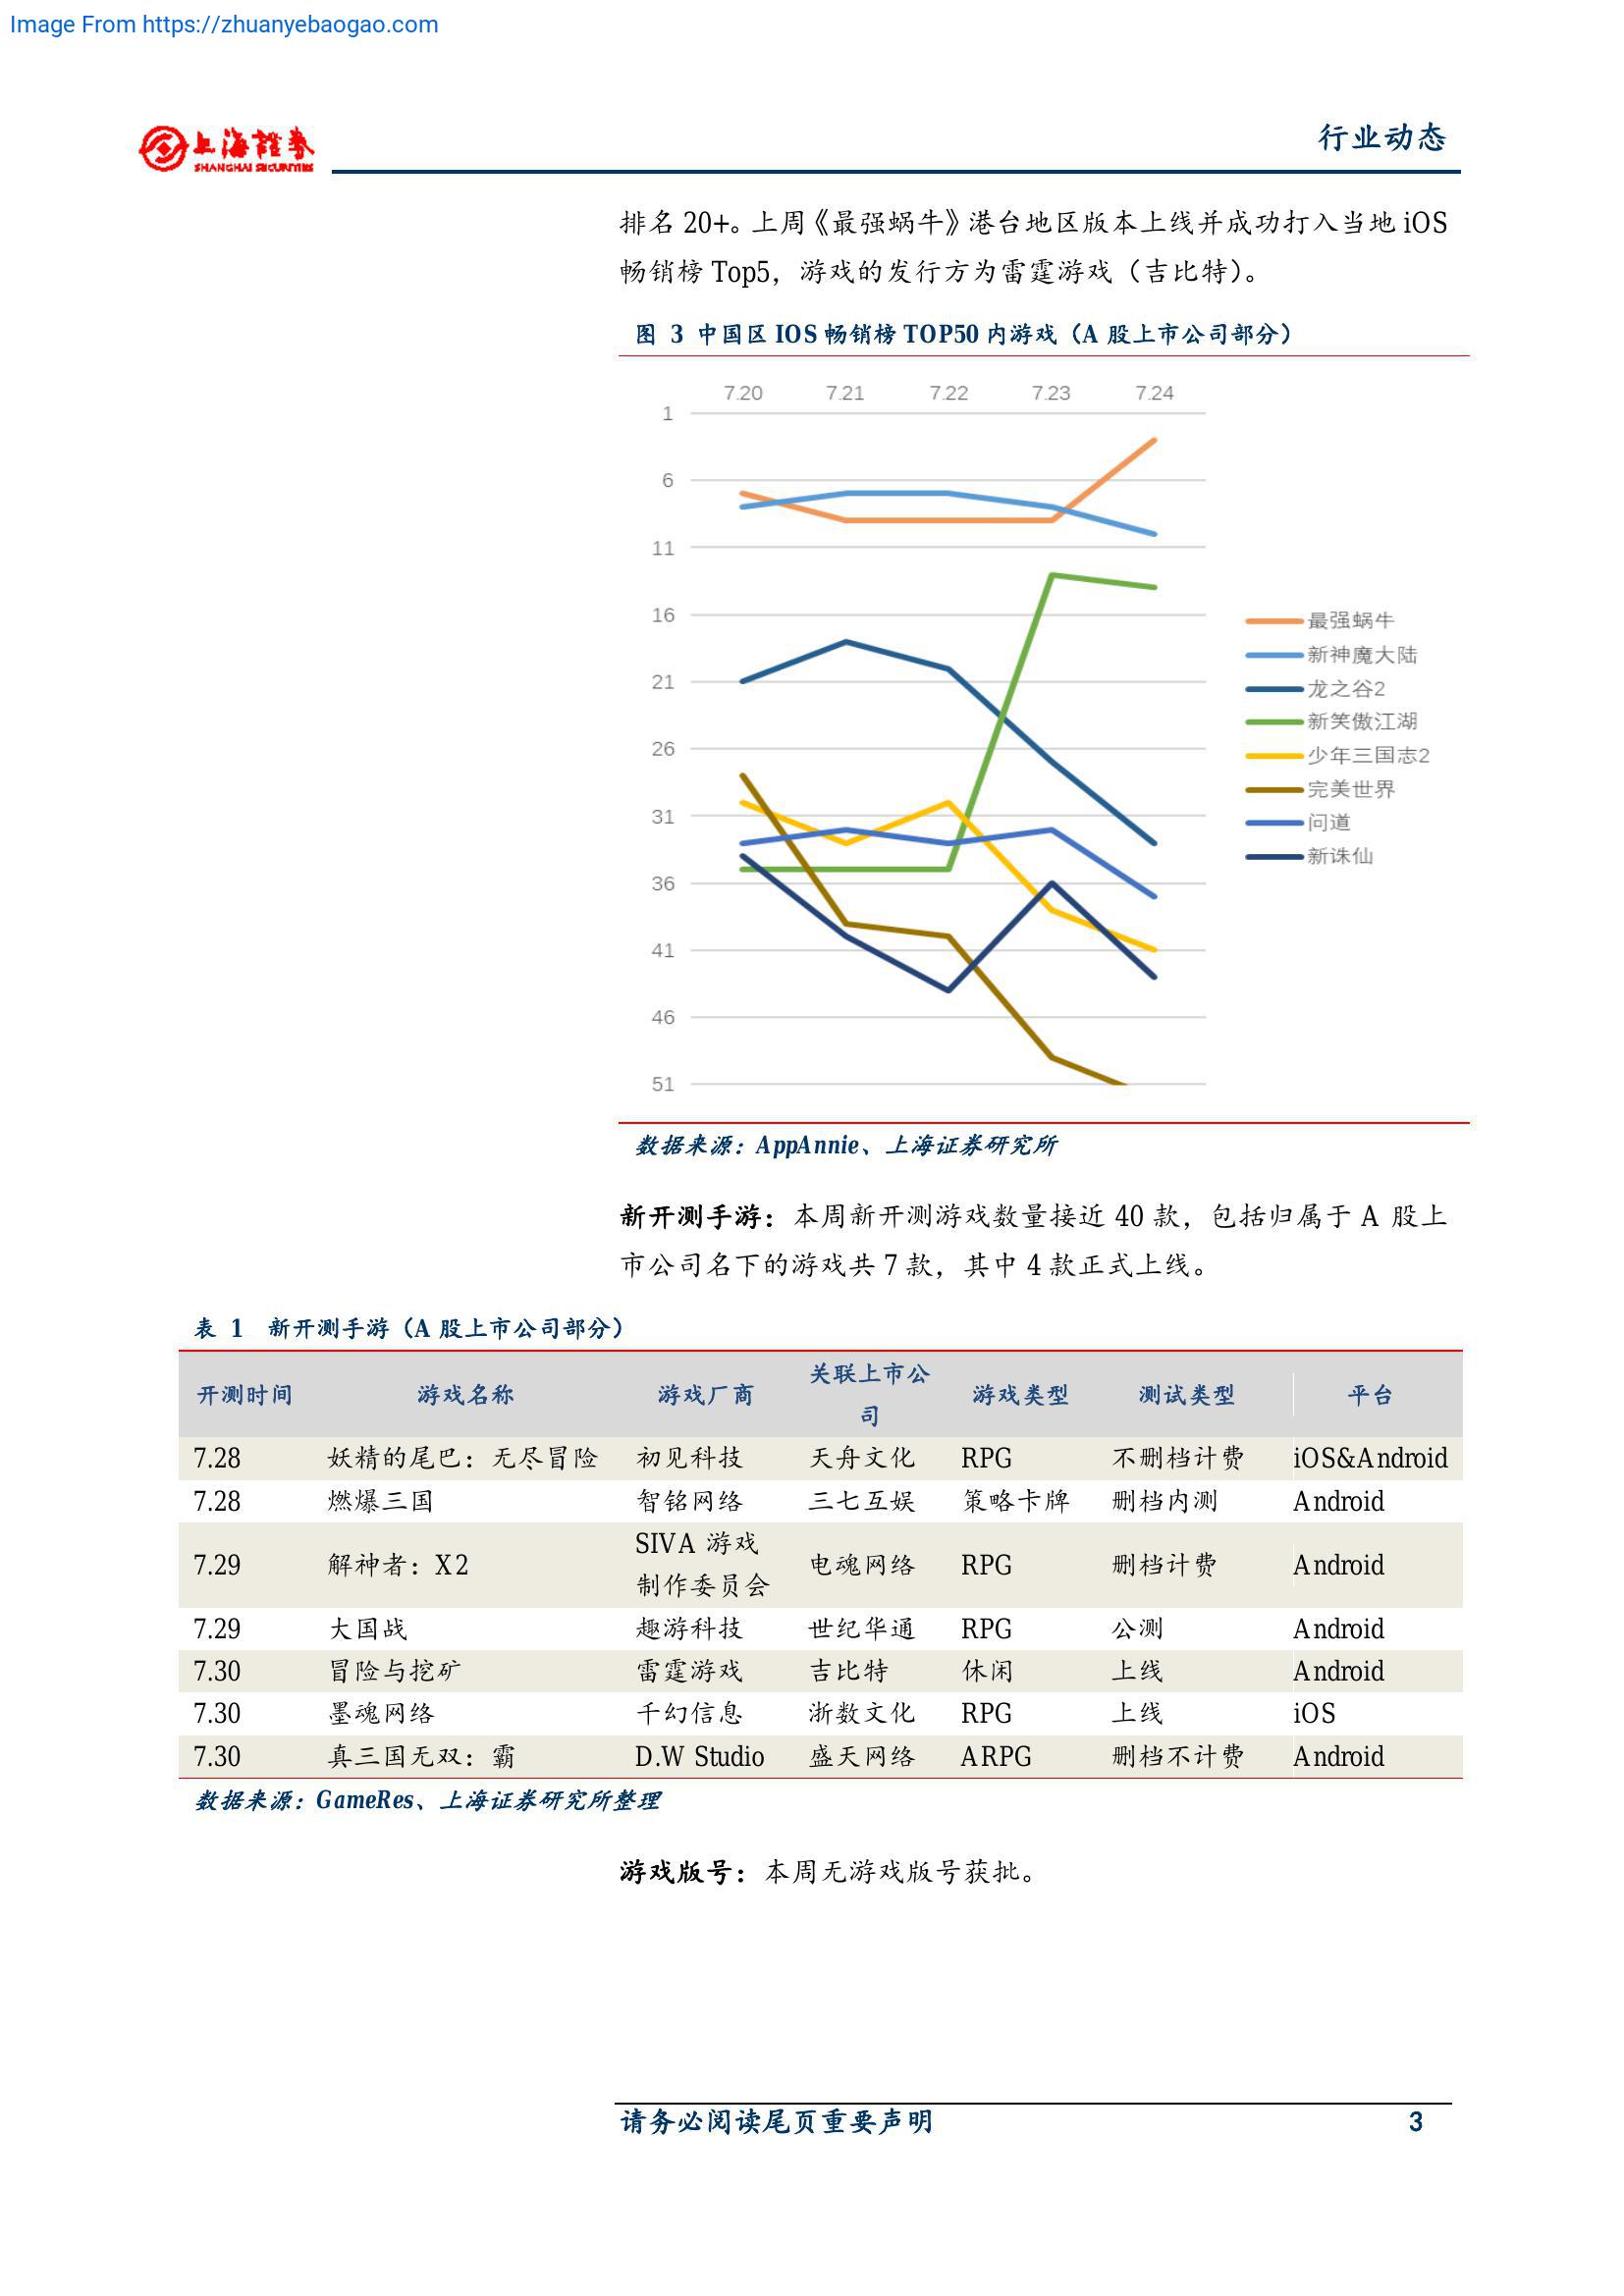 Image From https://zhuanyebaogao.com
上海證券
SHANGHAI SECURITIES
行业动态
排名 20+。上周《最强蜗牛》港台地区版本上线并成功打入当地 iOS
畅销榜 Top5，游戏的发行方为雷霆游戏（吉比特）。
图 3 中国区 IOS 畅销榜 TOP50 内游戏（A 股上市公司部分）
7.20 7.21 7.22 7.23 7.24
1
6
11
16
21
26
31
36
41
46
51
最强蜗牛
新神魔大陆
龙之谷2
新笑傲江湖
少年三国志2
完美世界
问道
新诛仙
数据来源：AppAnnie、上海证券研究所
新开测手游：本周新开测游戏数量接近 40 款，包括归属于 A 股上
市公司名下的游戏共 7 款，其中 4 款正式上线。
表 1 新开测手游（A 股上市公司部分）
开测时间 游戏名称 游戏厂商 关联上市公司 游戏类型 测试类型 平台
7.28 妖精的尾巴：无尽冒险 初见科技 天舟文化 RPG 不删档计费 iOS&Android
7.28 燃爆三国 智铭网络 三七互娱 策略卡牌 删档内测 Android
7.29 解神者：X2 SIVA 游戏制作委员会 电魂网络 RPG 删档计费 Android
7.29 大国战 趣游科技 世纪华通 RPG 公测 Android
7.30 冒险与挖矿 雷霆游戏 吉比特 休闲 上线 Android
7.30 墨魂网络 千幻信息 浙数文化 RPG 上线 iOS
7.30 真三国无双：霸 D.W Studio 盛天网络 ARPG 删档不计费 Android
数据来源：GameRes、上海证券研究所整理
游戏版号：本周无游戏版号获批。
请务必阅读尾页重要声明 3